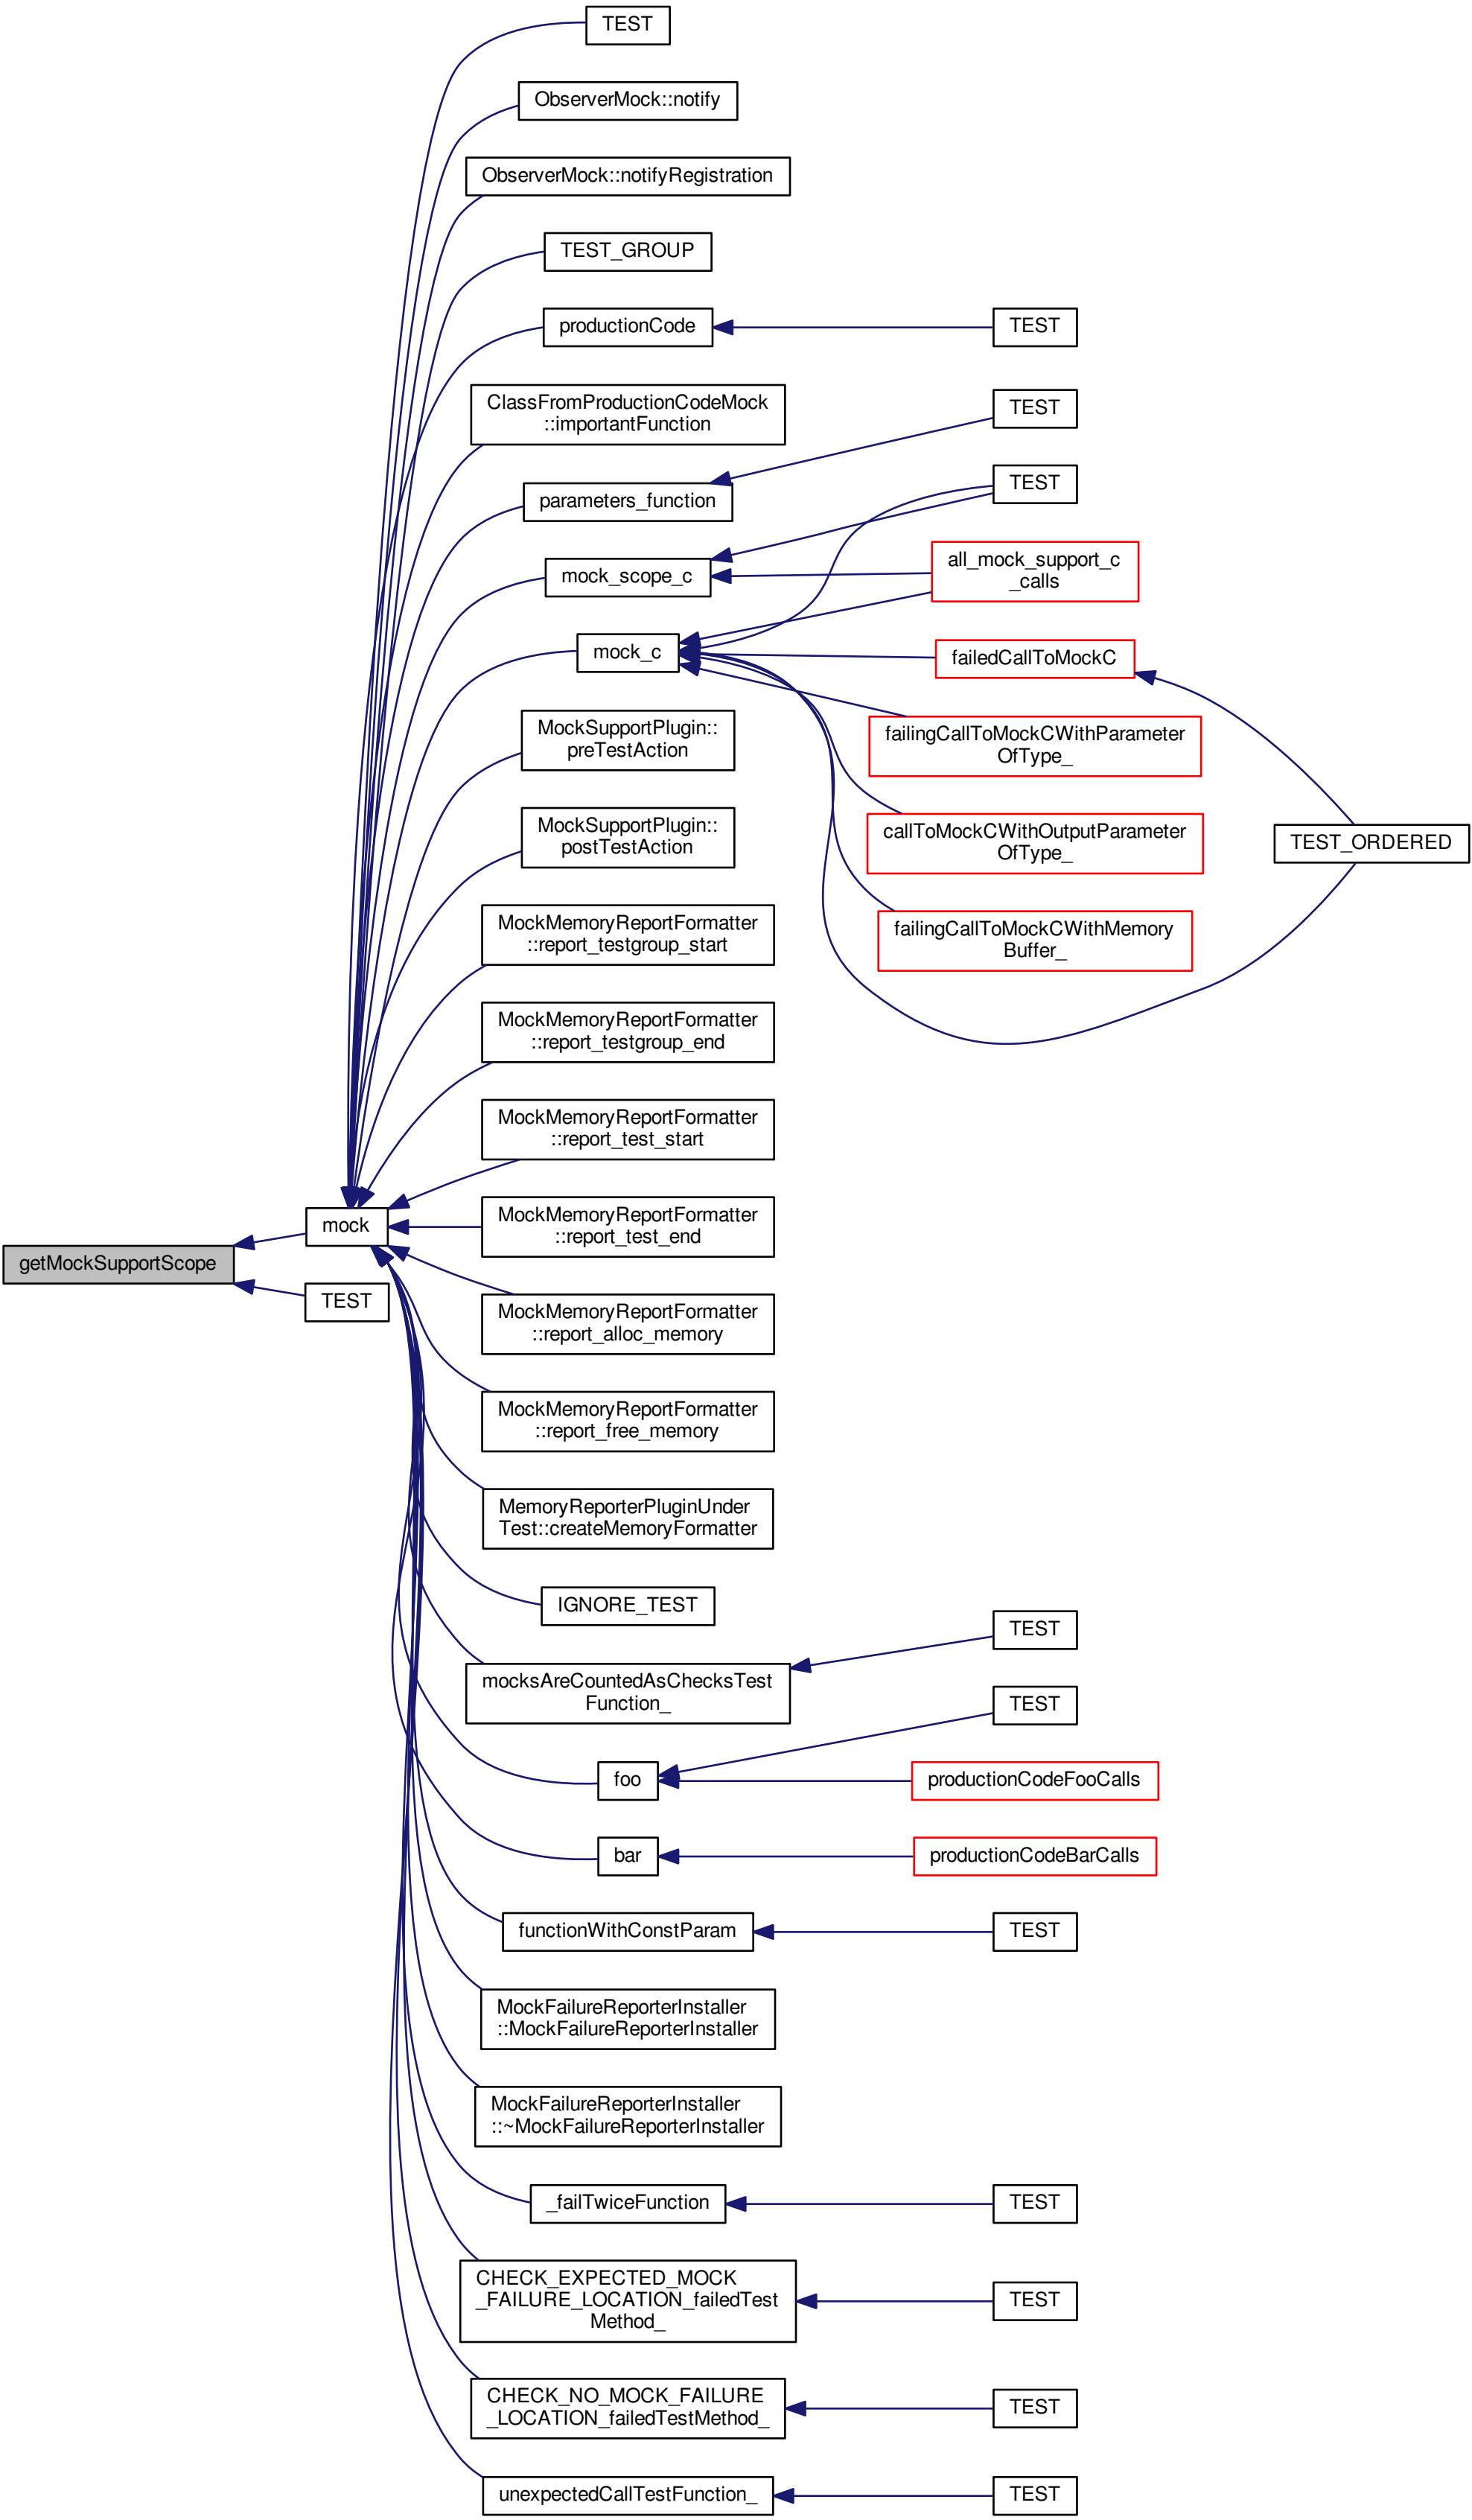 TEST
ObserverMock::notify
ObserverMock::notifyRegistration
TEST_GROUP
productionCode
TEST
ClassFromProductionCodeMock
::importantFunction
TEST
parameters_function
TEST
mock_scope_c
all_mock_support_c
_calls
mock_c
failedCallToMockC
MockSupportPlugin::
preTestAction
failingCallToMockCWithParameter
OfType_
MockSupportPlugin::
postTestAction
callToMockCWithOutputParameter
OfType_
TEST_ORDERED
MockMemoryReportFormatter
::report_testgroup_start
failingCallToMockCWithMemory
Buffer_
MockMemoryReportFormatter
::report_testgroup_end
MockMemoryReportFormatter
::report_test_start
mock
MockMemoryReportFormatter
::report_test_end
getMockSupportScope
TEST
MockMemoryReportFormatter
::report_alloc_memory
MockMemoryReportFormatter
::report_free_memory
MemoryReporterPluginUnder
Test::createMemoryFormatter
IGNORE_TEST
TEST
mocksAreCountedAsChecksTest
Function_
TEST
foo
productionCodeFooCalls
bar
productionCodeBarCalls
functionWithConstParam
TEST
MockFailureReporterInstaller
::MockFailureReporterInstaller
MockFailureReporterInstaller
::~MockFailureReporterInstaller
_failTwiceFunction
TEST
CHECK_EXPECTED_MOCK
_FAILURE_LOCATION_failedTest
Method_
TEST
CHECK_NO_MOCK_FAILURE
_LOCATION_failedTestMethod_
TEST
unexpectedCallTestFunction_
TEST